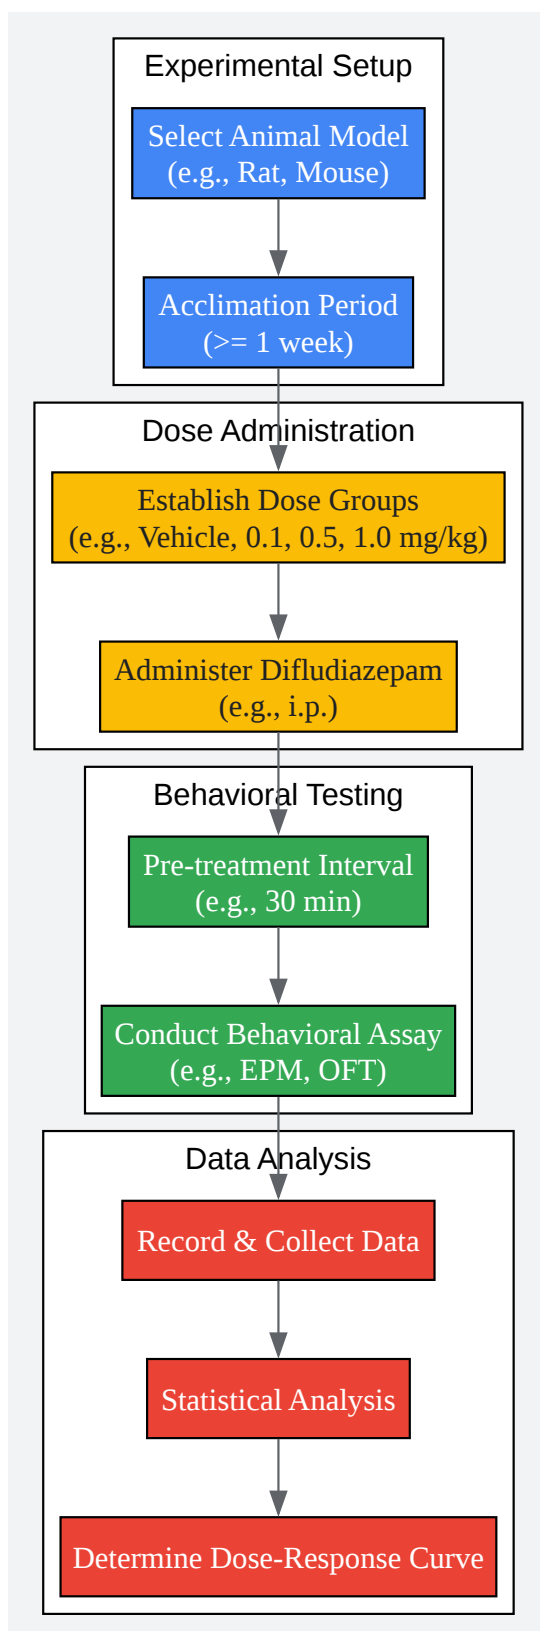 Experimental Setup
Select Animal Model
(e.g., Rat, Mouse)
Acclimation Period
(>= 1 week)
Dose Administration
Establish Dose Groups
(e.g., Vehicle, 0.1, 0.5, 1.0 mg/kg)
Administer Difludiazepam
(e.g., i.p.)
Behavioral Testing
Pre-treatment Interval
(e.g., 30 min)
Conduct Behavioral Assay
(e.g., EPM, OFT)
Data Analysis
Record & Collect Data
Statistical Analysis
Determine Dose-Response Curve